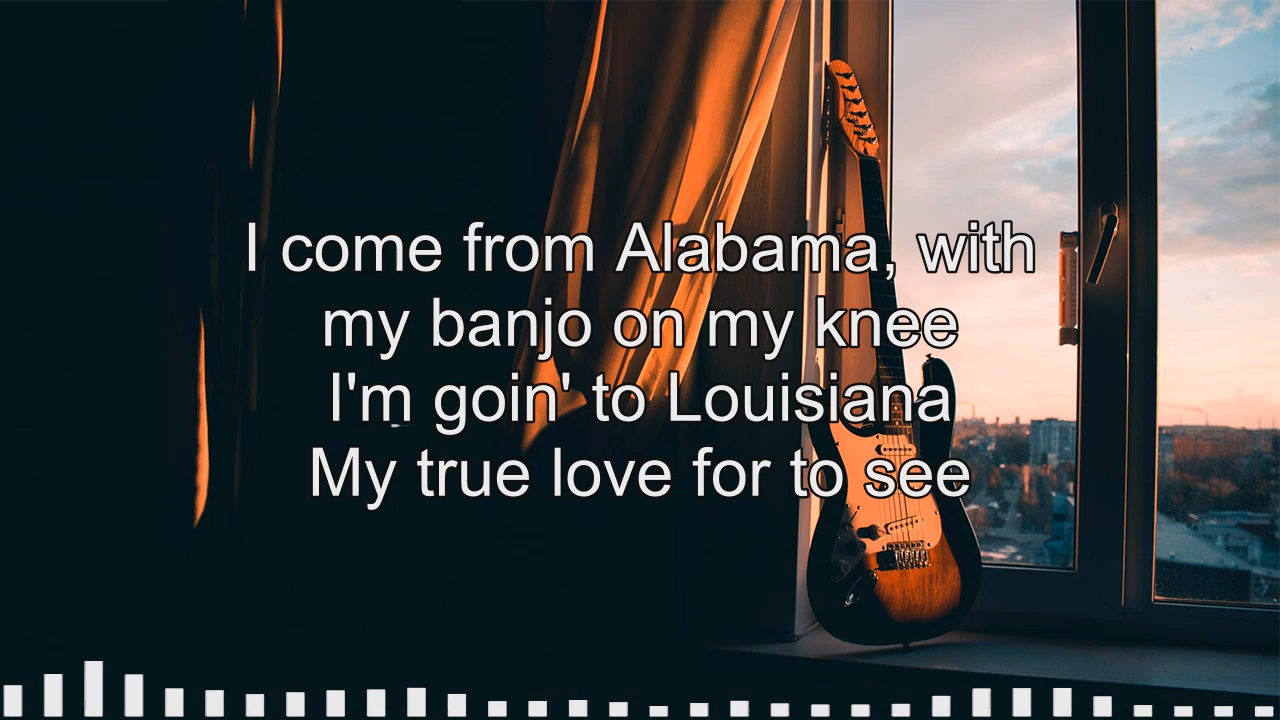 I come from Alabama, with
my banjo on my knee
I'm goin' to Louisiana
My true love for to see